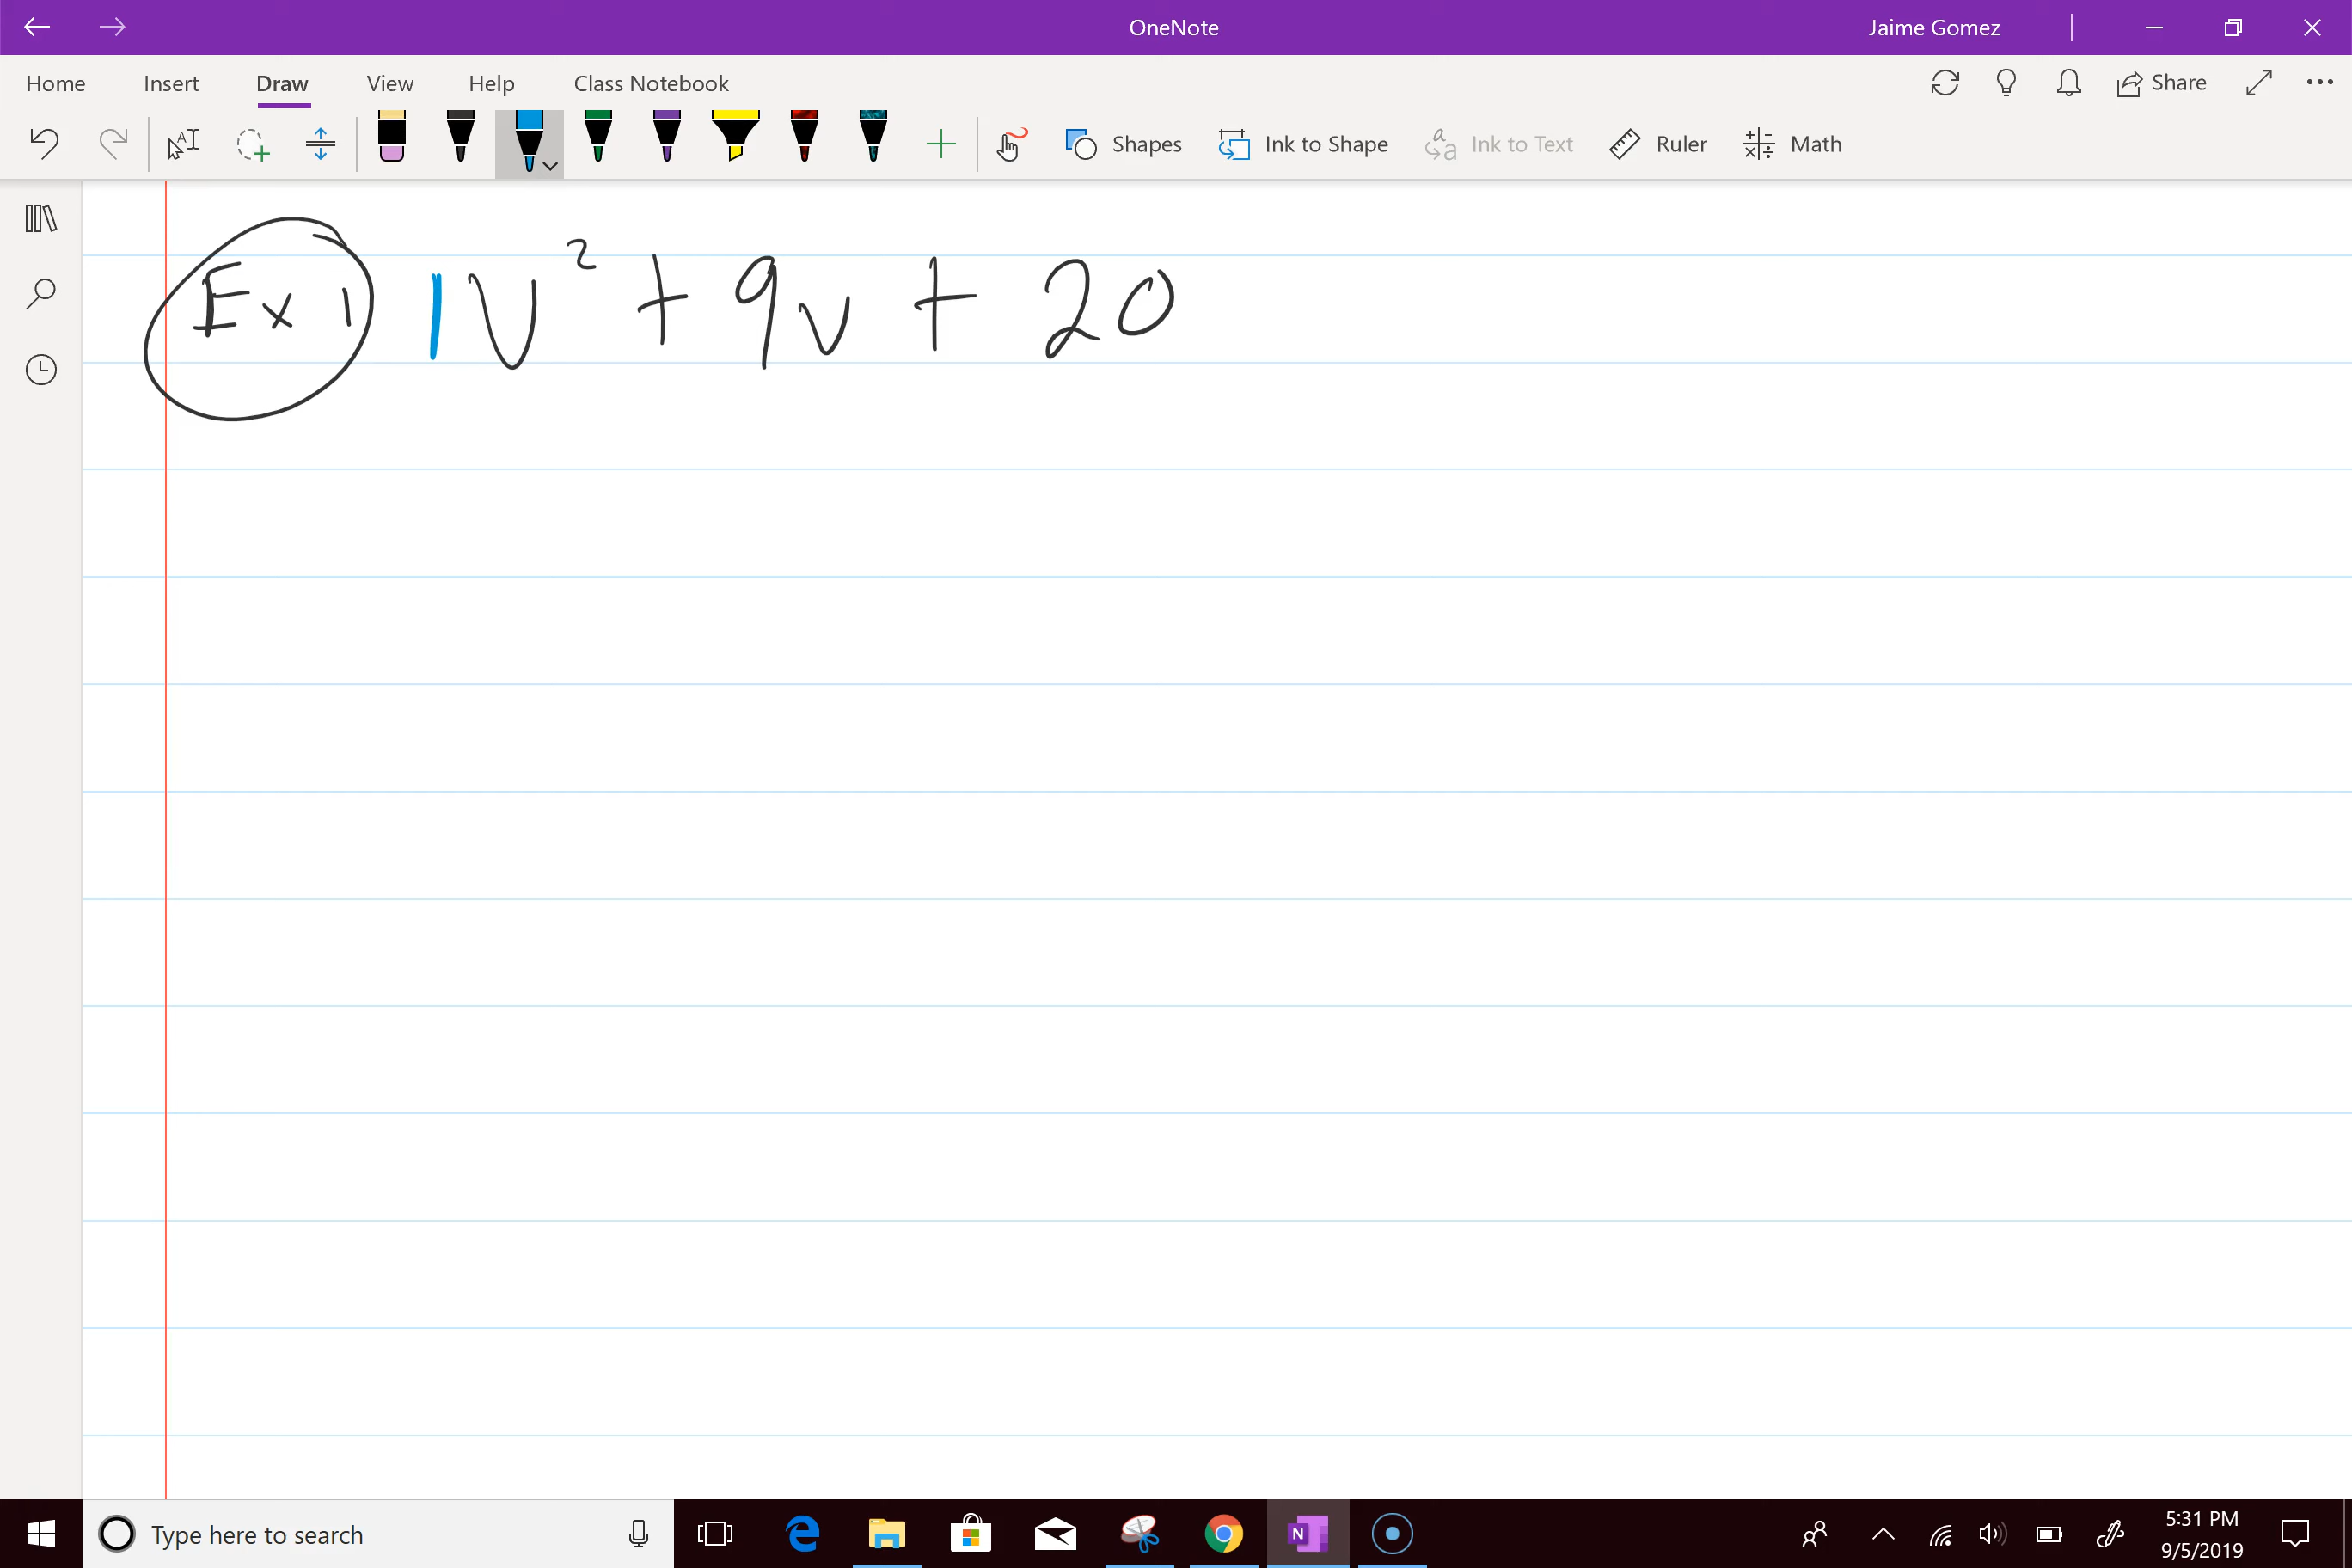 OneNote
Jaime Gomez
Home Insert Draw View Help Class Notebook Share
Shapes Ink to Shape Ink to Text Ruler Math
Ex 1 1v² + 9v + 20
Type here to search
5:31 PM
9/5/2019